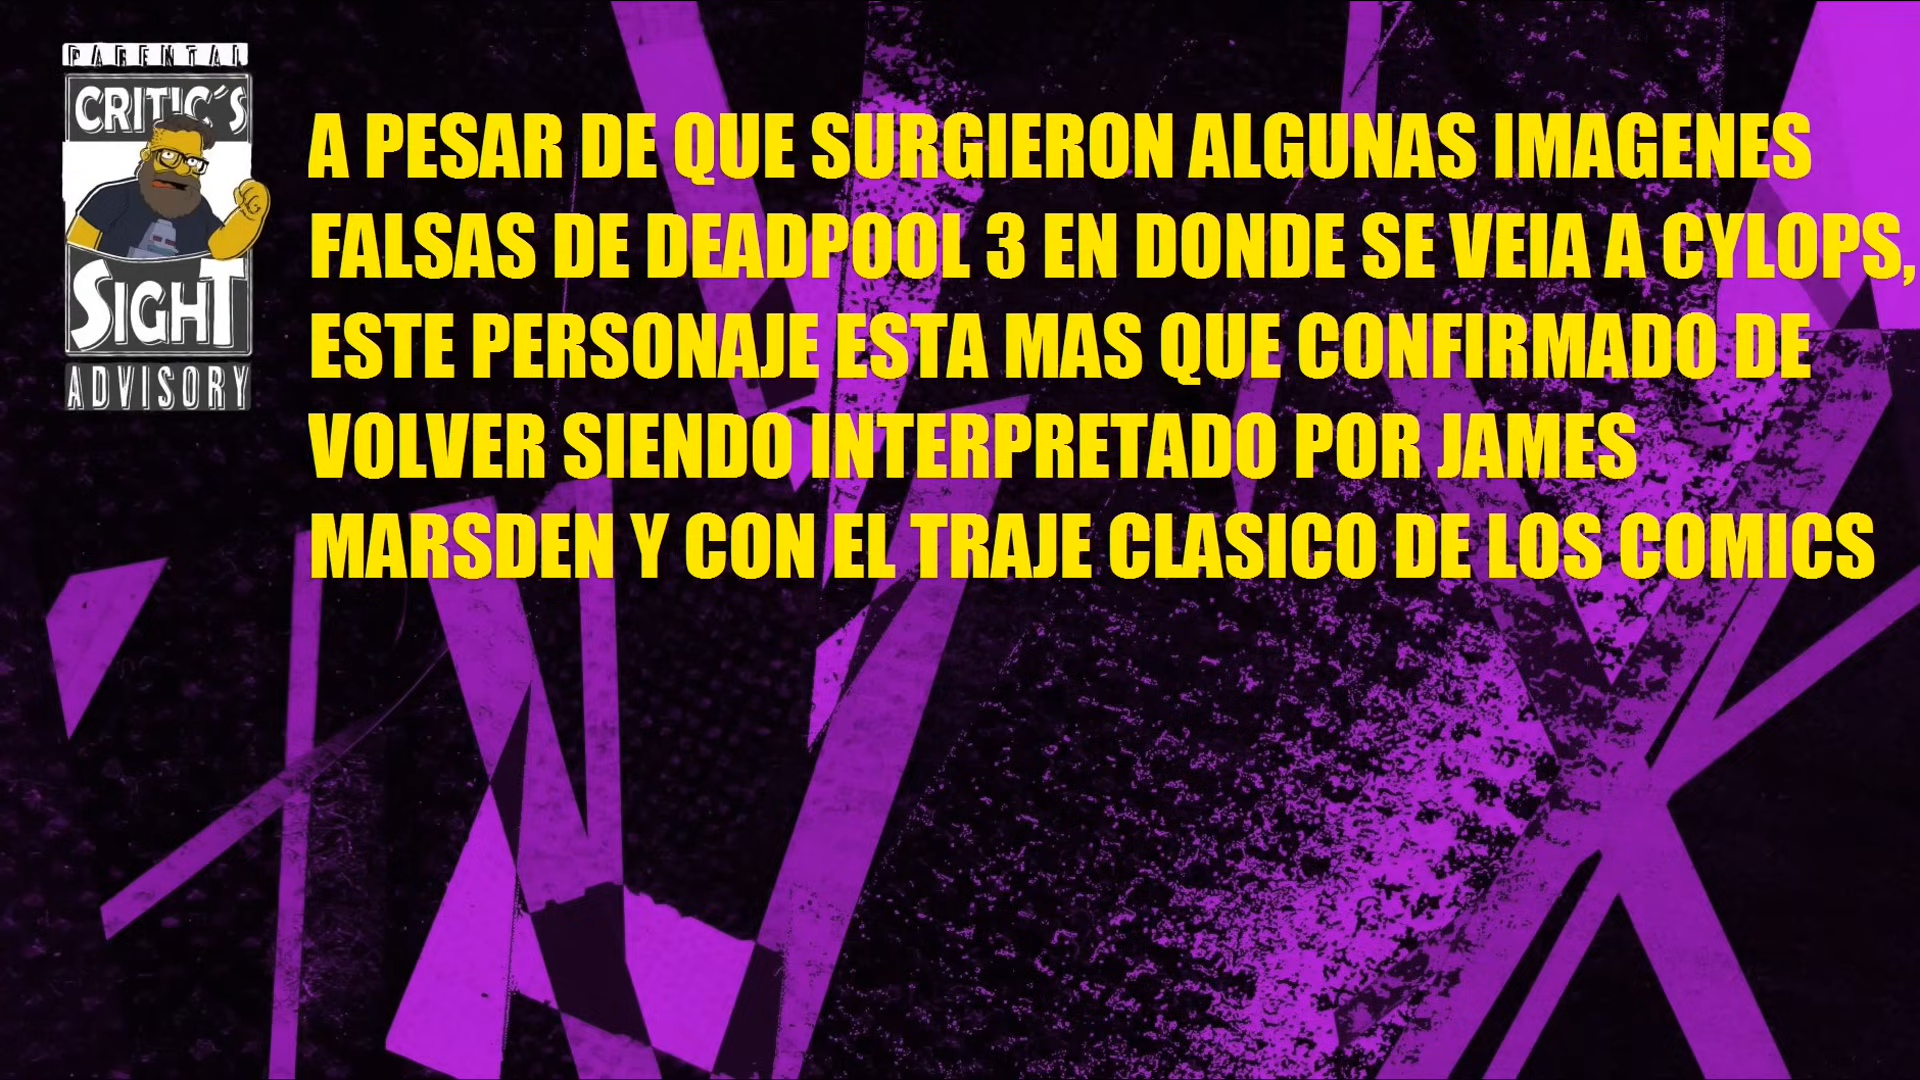 PARENTAL
CRITIC´S
SIGHT
ADVISORY
A PESAR DE QUE SURGIERON ALGUNAS IMAGENES
FALSAS DE DEADPOOL 3 EN DONDE SE VEIA A CYLOPS,
ESTE PERSONAJE ESTA MAS QUE CONFIRMADO DE
VOLVER SIENDO INTERPRETADO POR JAMES
MARSDEN Y CON EL TRAJE CLASICO DE LOS COMICS